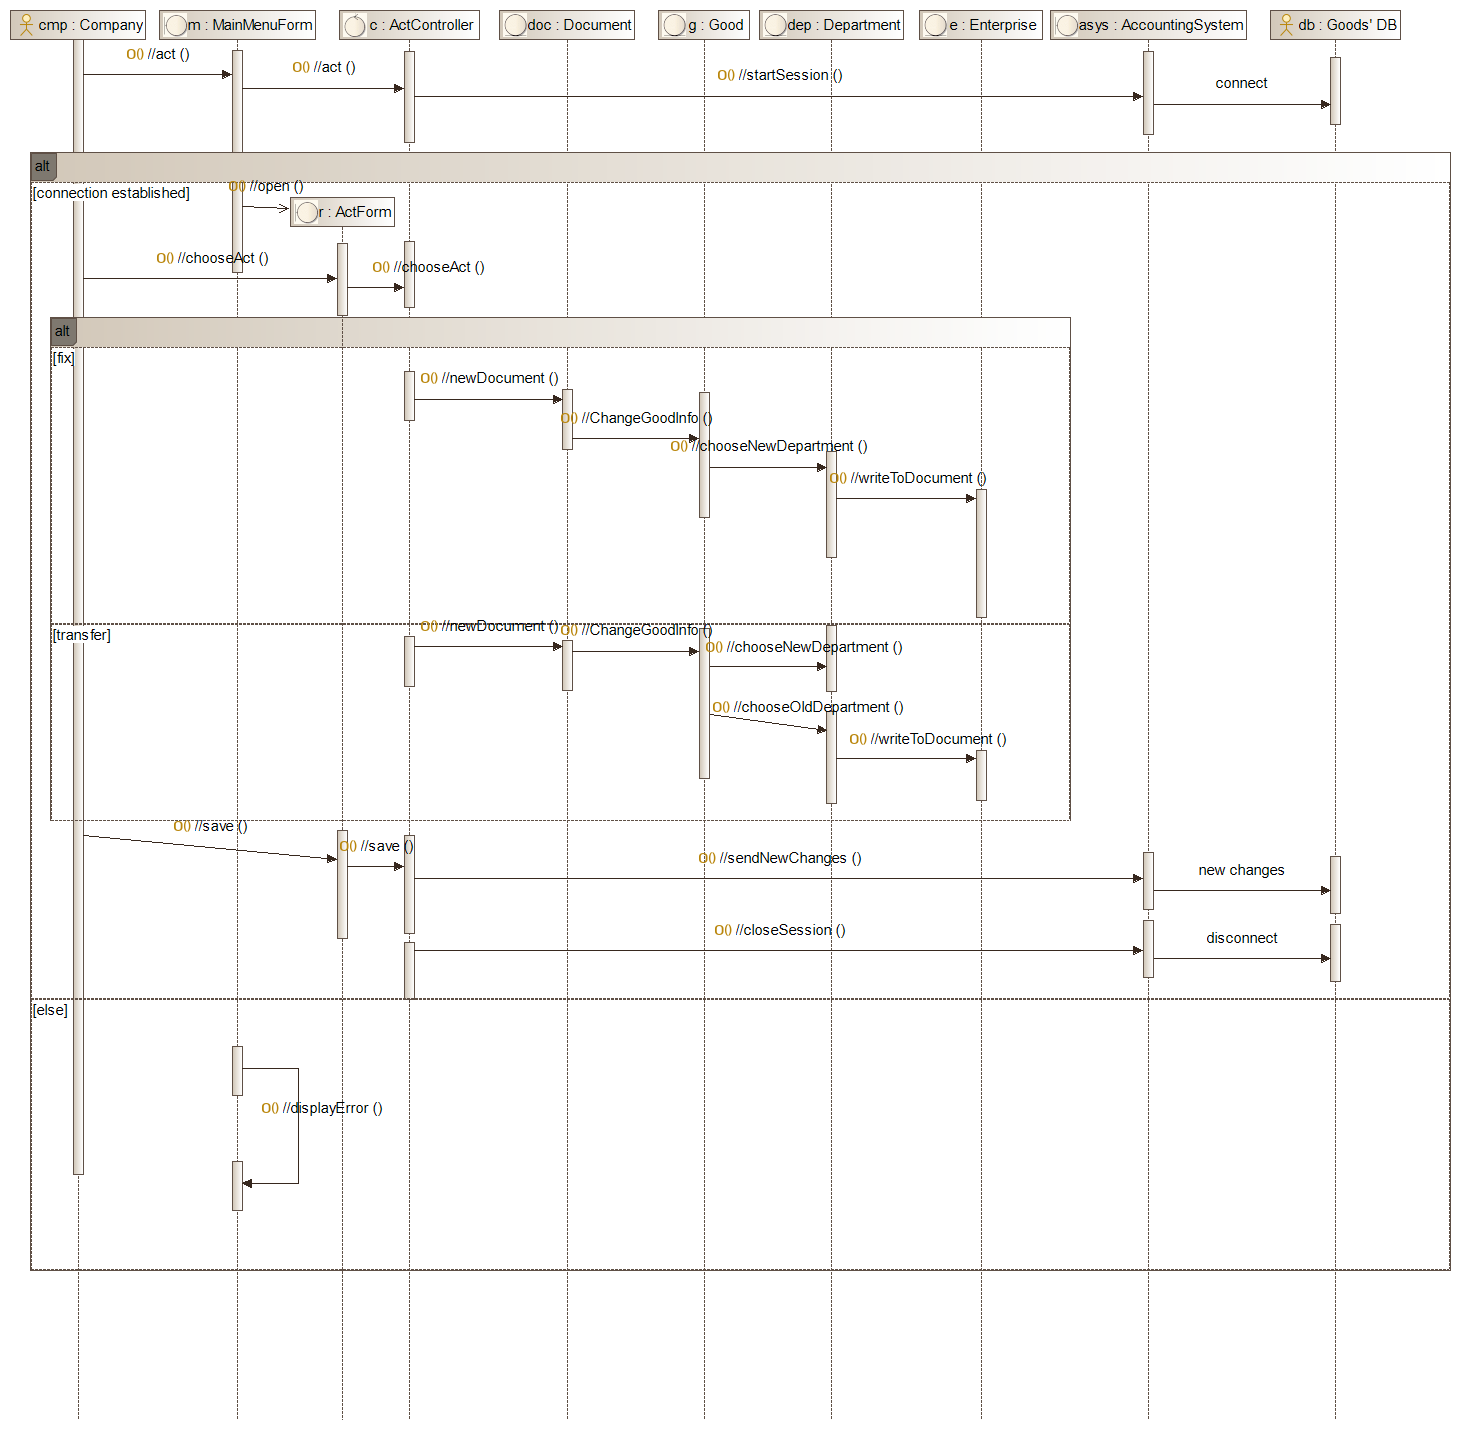 cmp : Company
m : MainMenuForm
c : ActController
doc : Document
g : Good
dep : Department
e : Enterprise
asys : AccountingSystem
db : Goods' DB
O() //act ()
O() //act ()
O() //startSession ()
connect
alt
[connection established]
O() //open ()
r : ActForm
O() //chooseAct ()
O() //chooseAct ()
alt
[fix]
O() //newDocument ()
O() //ChangeGoodInfo ()
O() //chooseNewDepartment ()
O() //writeToDocument ()
[transfer]
O() //newDocument ()
O() //ChangeGoodInfo ()
O() //chooseNewDepartment ()
O() //chooseOldDepartment ()
O() //writeToDocument ()
O() //save ()
O() //save ()
O() //sendNewChanges ()
new changes
O() //closeSession ()
disconnect
[else]
O() //displayError ()